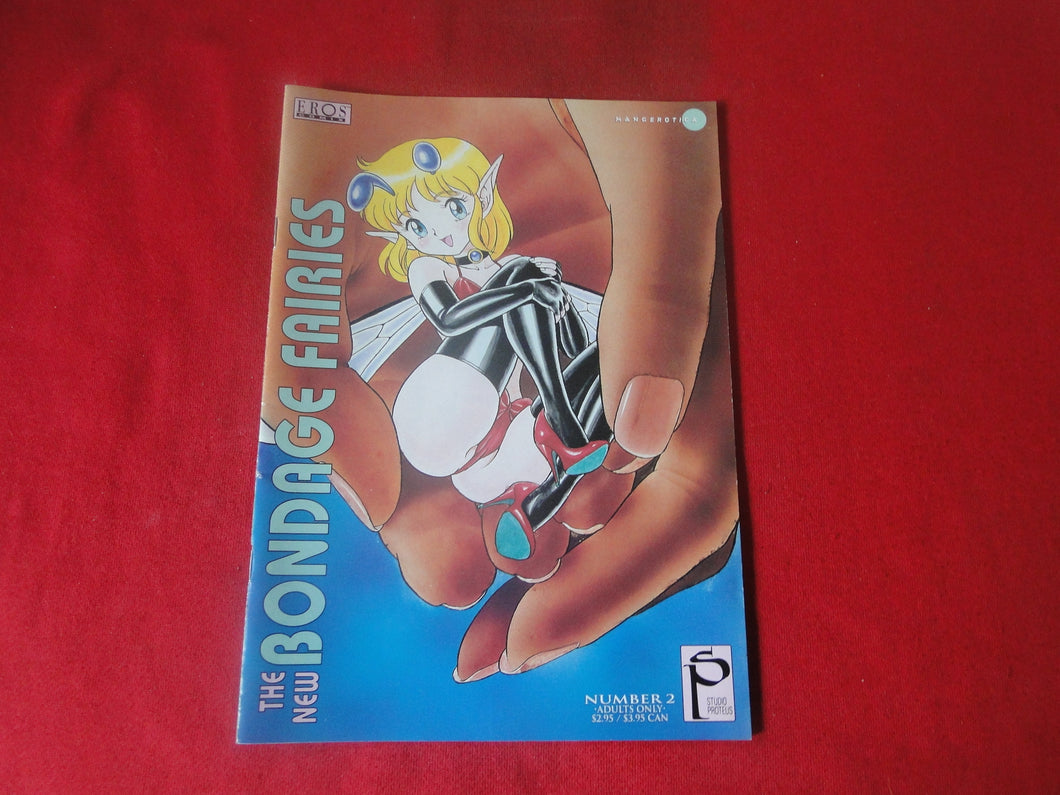 EROS
COMIX
MANGEROTICA
THE
NEW
BONDAGE FAIRIES
NUMBER 2
·ADULTS ONLY·
$2.95 / $3.95 CAN
SP
STUDIO
PROTEUS